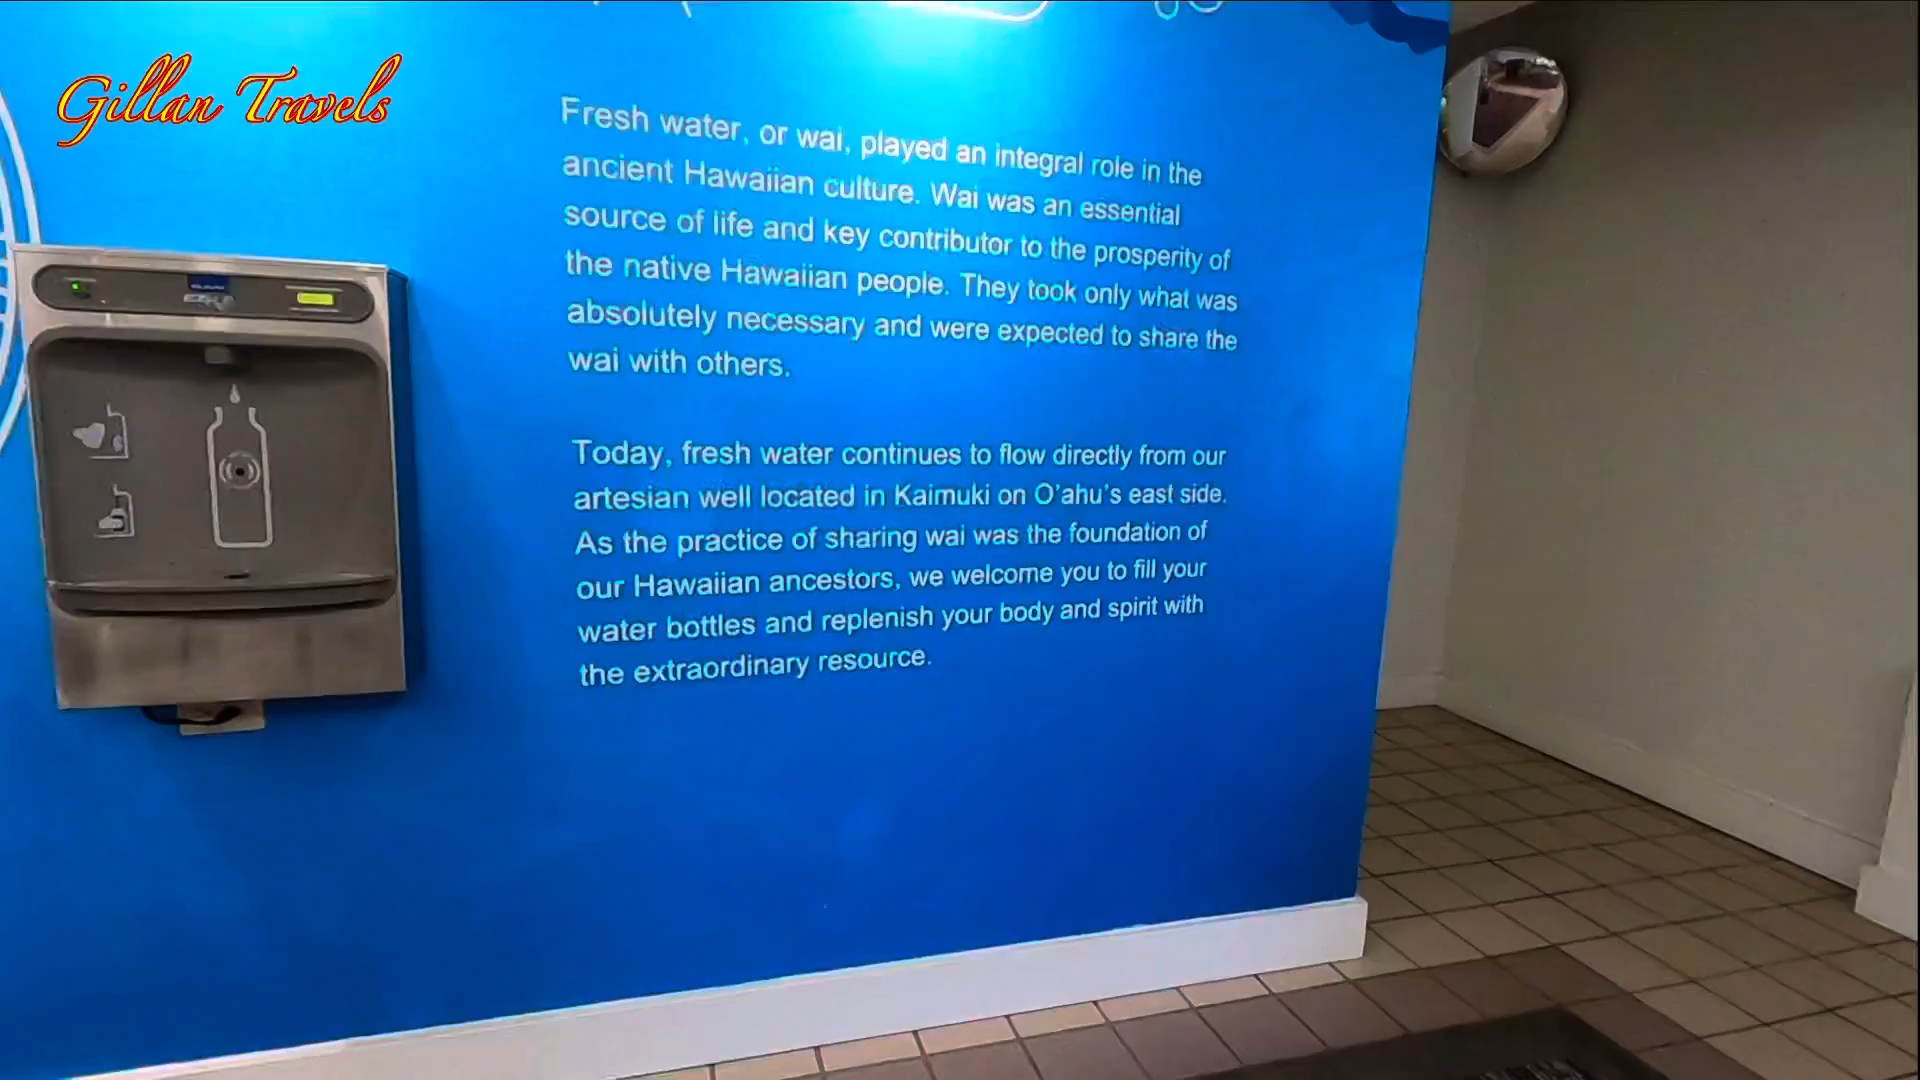 Gillan Travels
Fresh water, or wai, played an integral role in the
ancient Hawaiian culture. Wai was an essential
source of life and key contributor to the prosperity of
the native Hawaiian people. They took only what was
absolutely necessary and were expected to share the
wai with others.
Today, fresh water continues to flow directly from our
artesian well located in Kaimuki on O'ahu's east side.
As the practice of sharing wai was the foundation of
our Hawaiian ancestors, we welcome you to fill your
water bottles and replenish your body and spirit with
the extraordinary resource.